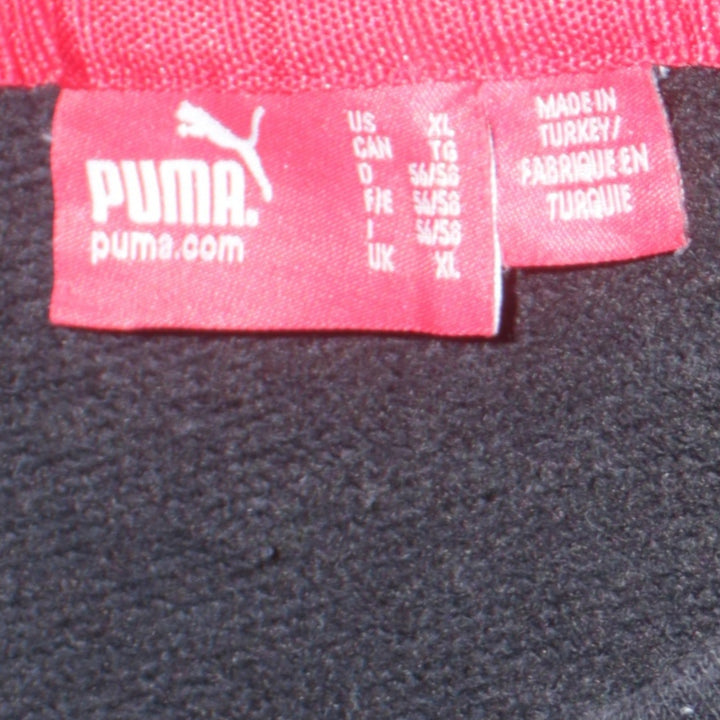 PUMA.
puma.com
US XL
CAN TG
D 56/58
F/E 56/58
I 56/58
UK XL
MADE IN
TURKEY/
FABRIQUE EN
TURQUIE